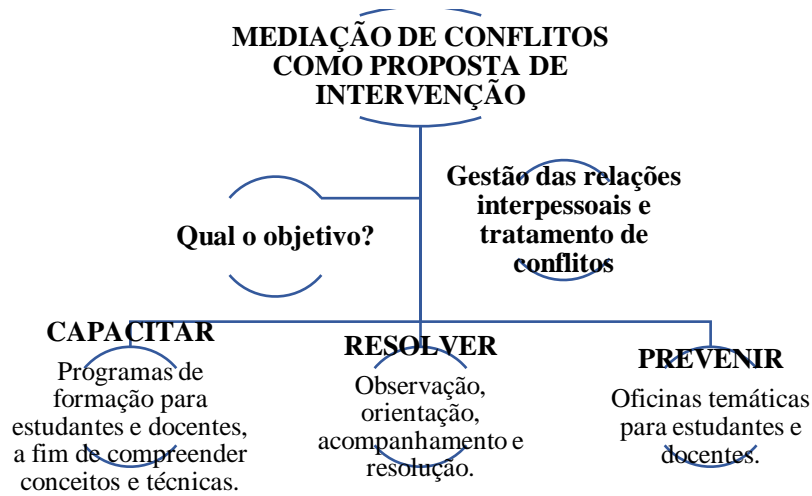 MEDIAÇÃO DE CONFLITOS
COMO PROPOSTA DE
INTERVENÇÃO
Qual o objetivo?
Gestão das relações
interpessoais e
tratamento de
conflitos
CAPACITAR
Programas de
formação para
estudantes e docentes,
a fim de compreender
conceitos e técnicas.
RESOLVER
Observação,
orientação,
acompanhamento e
resolução.
PREVENIR
Oficinas temáticas
para estudantes e
docentes.